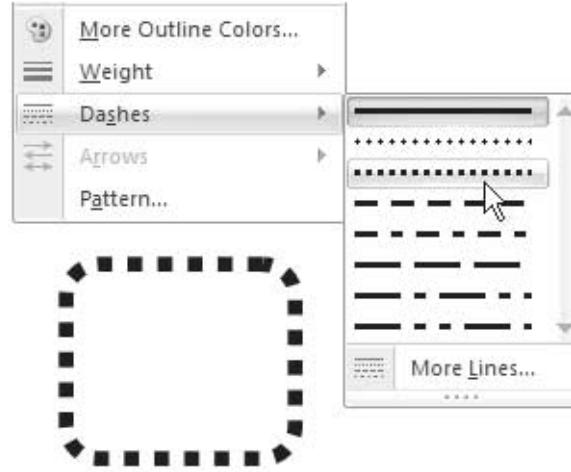 More Outline Colors...
Weight
Dashes
Arrows
Pattern...
More Lines...